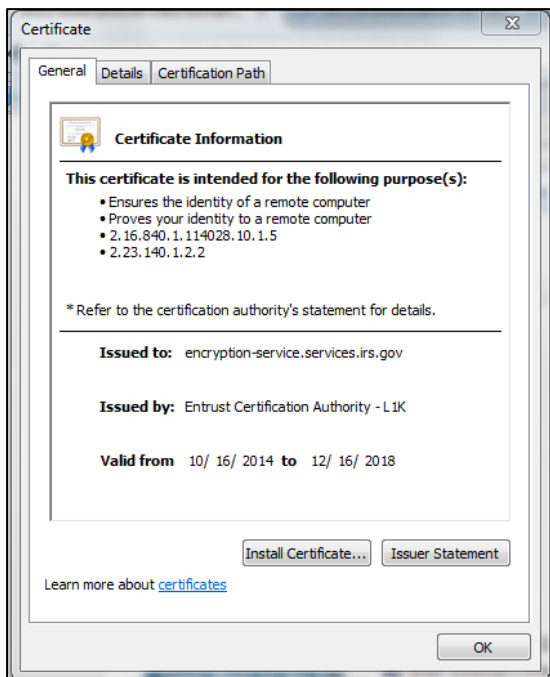 Certificate
General Details Certification Path
Certificate Information
This certificate is intended for the following purpose(s):
• Ensures the identity of a remote computer
• Proves your identity to a remote computer
• 2.16.840.1.114028.10.1.5
• 2.23.140.1.2.2
* Refer to the certification authority's statement for details.
Issued to: encryption-service.services.irs.gov
Issued by: Entrust Certification Authority - L1K
Valid from 10/ 16/ 2014 to 12/ 16/ 2018
Install Certificate... Issuer Statement
Learn more about certificates
OK